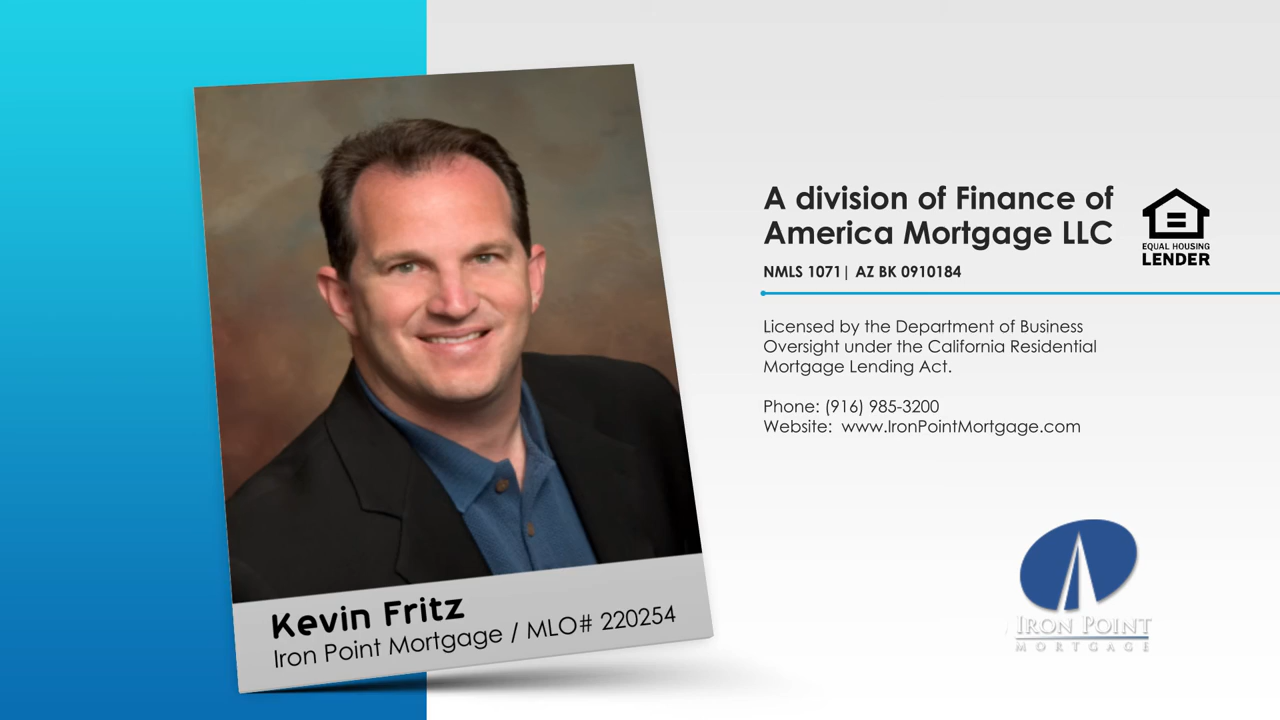 A division of Finance of
America Mortgage LLC
EQUAL HOUSING
LENDER
NMLS 1071| AZ BK 0910184
Licensed by the Department of Business
Oversight under the California Residential
Mortgage Lending Act.
Phone: (916) 985-3200
Website: www.IronPointMortgage.com
Kevin Fritz
Iron Point Mortgage / MLO# 220254
IRON POINT
MORTGAGE